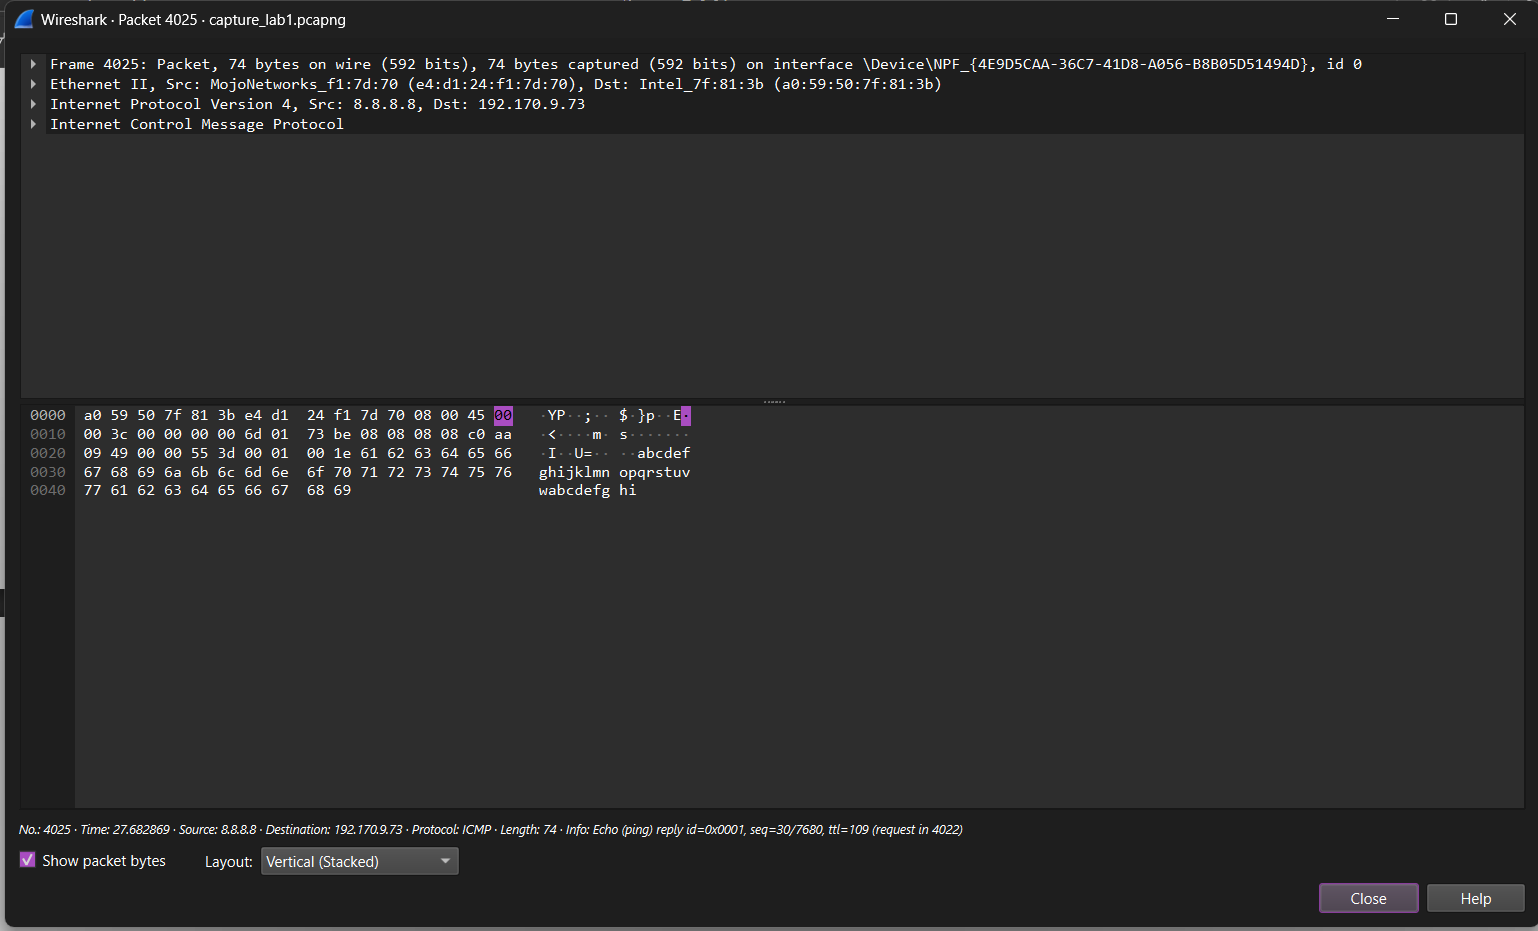 Wireshark · Packet 4025 · capture_lab1.pcapng
Frame 4025: Packet, 74 bytes on wire (592 bits), 74 bytes captured (592 bits) on interface \Device\NPF_{4E9D5CAA-36C7-41D8-A056-B8B05D51494D}, id 0
Ethernet II, Src: MojoNetworks_f1:7d:70 (e4:d1:24:f1:7d:70), Dst: Intel_7f:81:3b (a0:59:50:7f:81:3b)
Internet Protocol Version 4, Src: 8.8.8.8, Dst: 192.170.9.73
Internet Control Message Protocol
0000 a0 59 50 7f 81 3b e4 d1 24 f1 7d 70 08 00 45 00 ·YP··;·· $·}p··E·
0010 00 3c 00 00 00 00 6d 01 73 be 08 08 08 08 c0 aa ·<····m· s·······
0020 09 49 00 00 55 3d 00 01 00 1e 61 62 63 64 65 66 ·I··U=·· ··abcdef
0030 67 68 69 6a 6b 6c 6d 6e 6f 70 71 72 73 74 75 76 ghijklmn opqrstuv
0040 77 61 62 63 64 65 66 67 68 69 wabcdefg hi
No.: 4025 · Time: 27.682869 · Source: 8.8.8.8 · Destination: 192.170.9.73 · Protocol: ICMP · Length: 74 · Info: Echo (ping) reply id=0x0001, seq=30/7680, ttl=109 (request in 4022)
Show packet bytes Layout: Vertical (Stacked)
Close Help